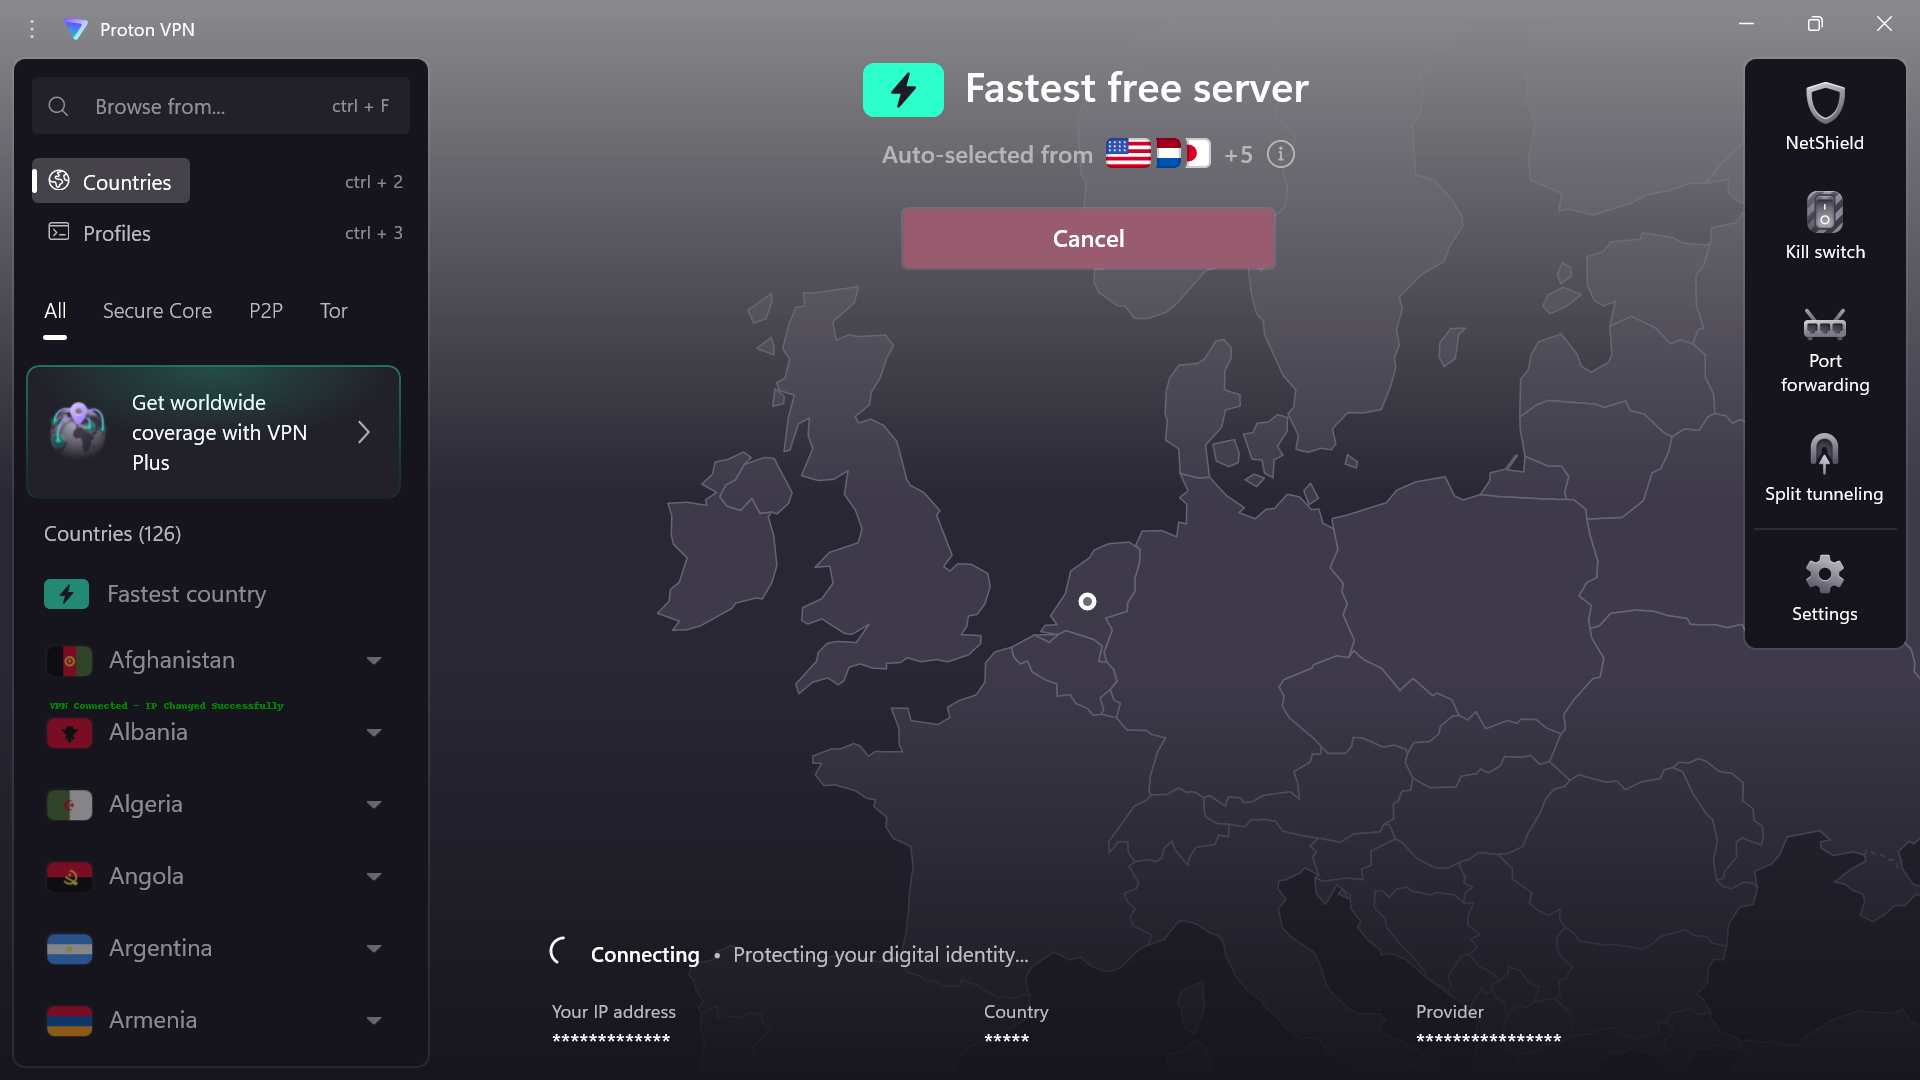 Proton VPN
Browse from...
ctrl + F
Countries
ctrl + 2
Profiles
ctrl + 3
All
Secure Core
P2P
Tor
Get worldwide
coverage with VPN
Plus
Countries (126)
Fastest country
Afghanistan
VPN Connected - IP Changed Successfully
Albania
Algeria
Angola
Argentina
Armenia
Fastest free server
Auto-selected from
+5
Cancel
Connecting • Protecting your digital identity...
Your IP address
*************
Country
*****
Provider
****************
NetShield
Kill switch
Port
forwarding
Split tunneling
Settings